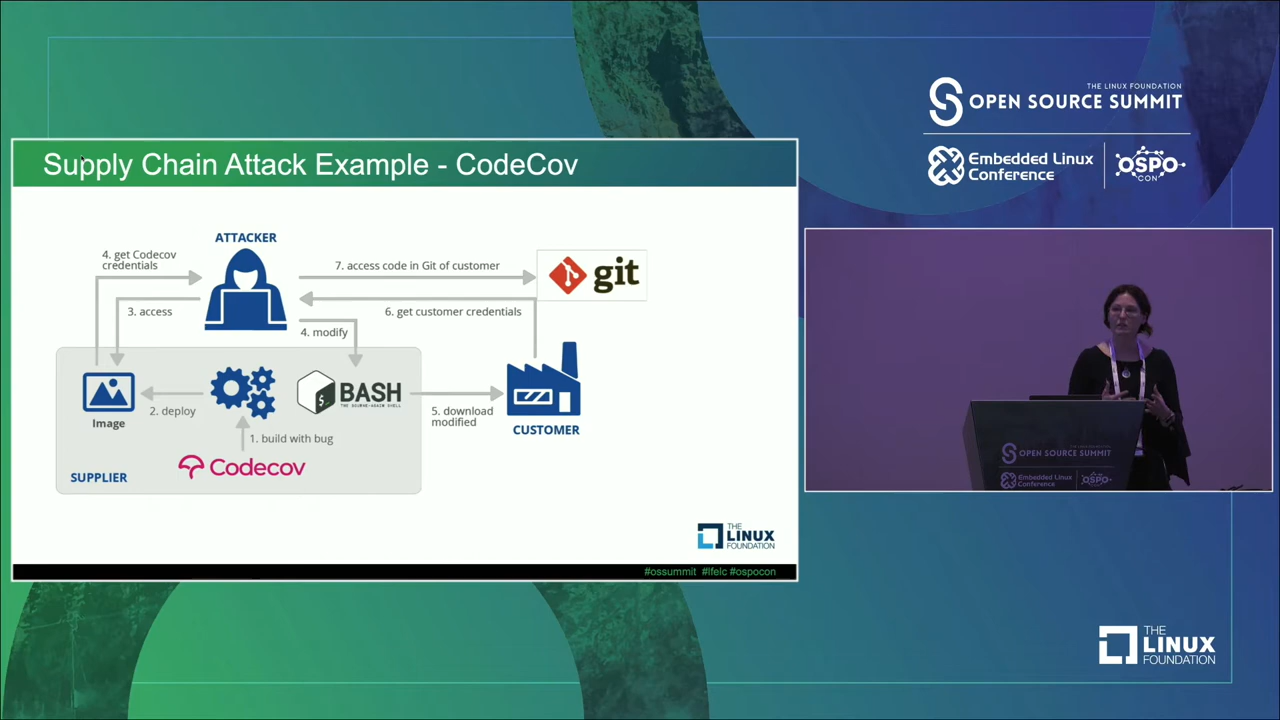 THE LINUX FOUNDATION
OPEN SOURCE SUMMIT
Embedded Linux
Conference
OSPO
CON
Supply Chain Attack Example - CodeCov
ATTACKER
4. get Codecov
credentials
7. access code in Git of customer
git
3. access
6. get customer credentials
4. modify
Image
2. deploy
BASH
THE BOURNE-AGAIN SHELL
5. download
modified
CUSTOMER
1. build with bug
Codecov
SUPPLIER
THE
LINUX
FOUNDATION
#ossummit #lfelc #ospocon
OPEN SOURCE SUMMIT
Embedded Linux
Conference
OSPO
CON
THE
LINUX
FOUNDATION